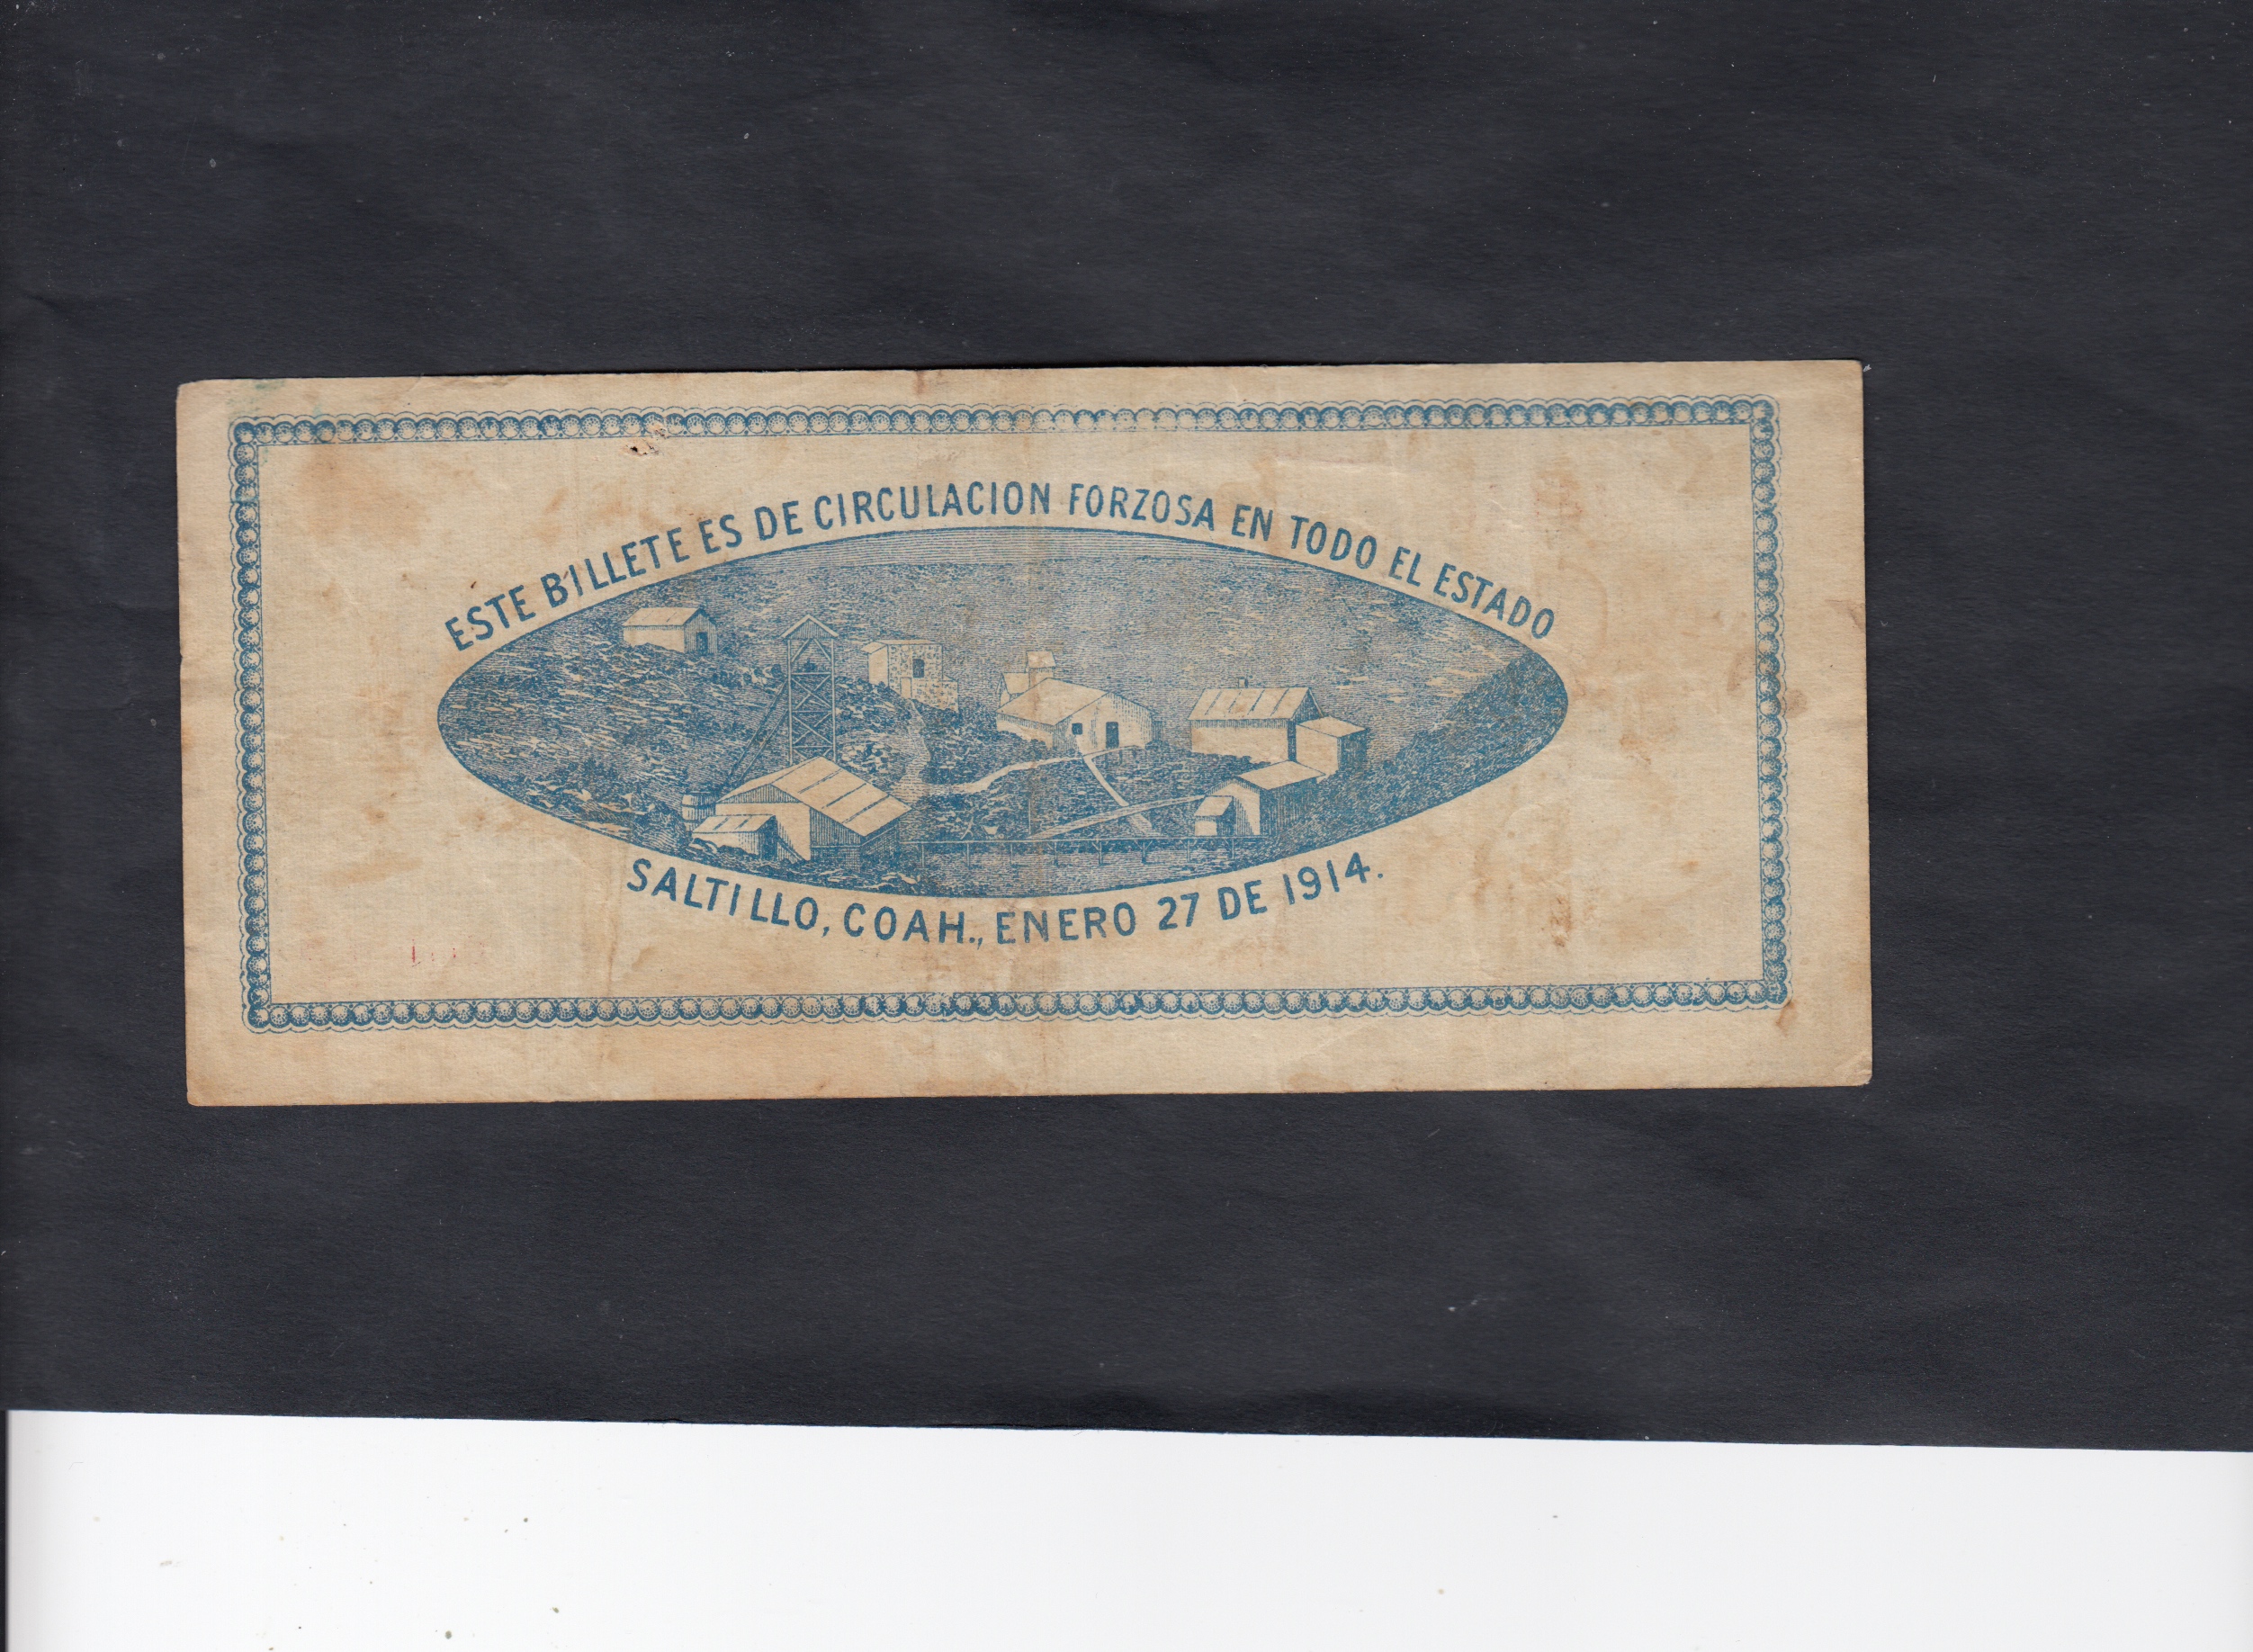 ESTE BILLETE ES DE CIRCULACION FORZOSA EN TODO EL ESTADO
SALTILLO, COAH., ENERO 27 DE 1914.